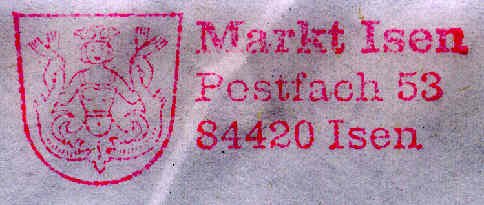 Markt Isen
Postfach 53
84420 Isen